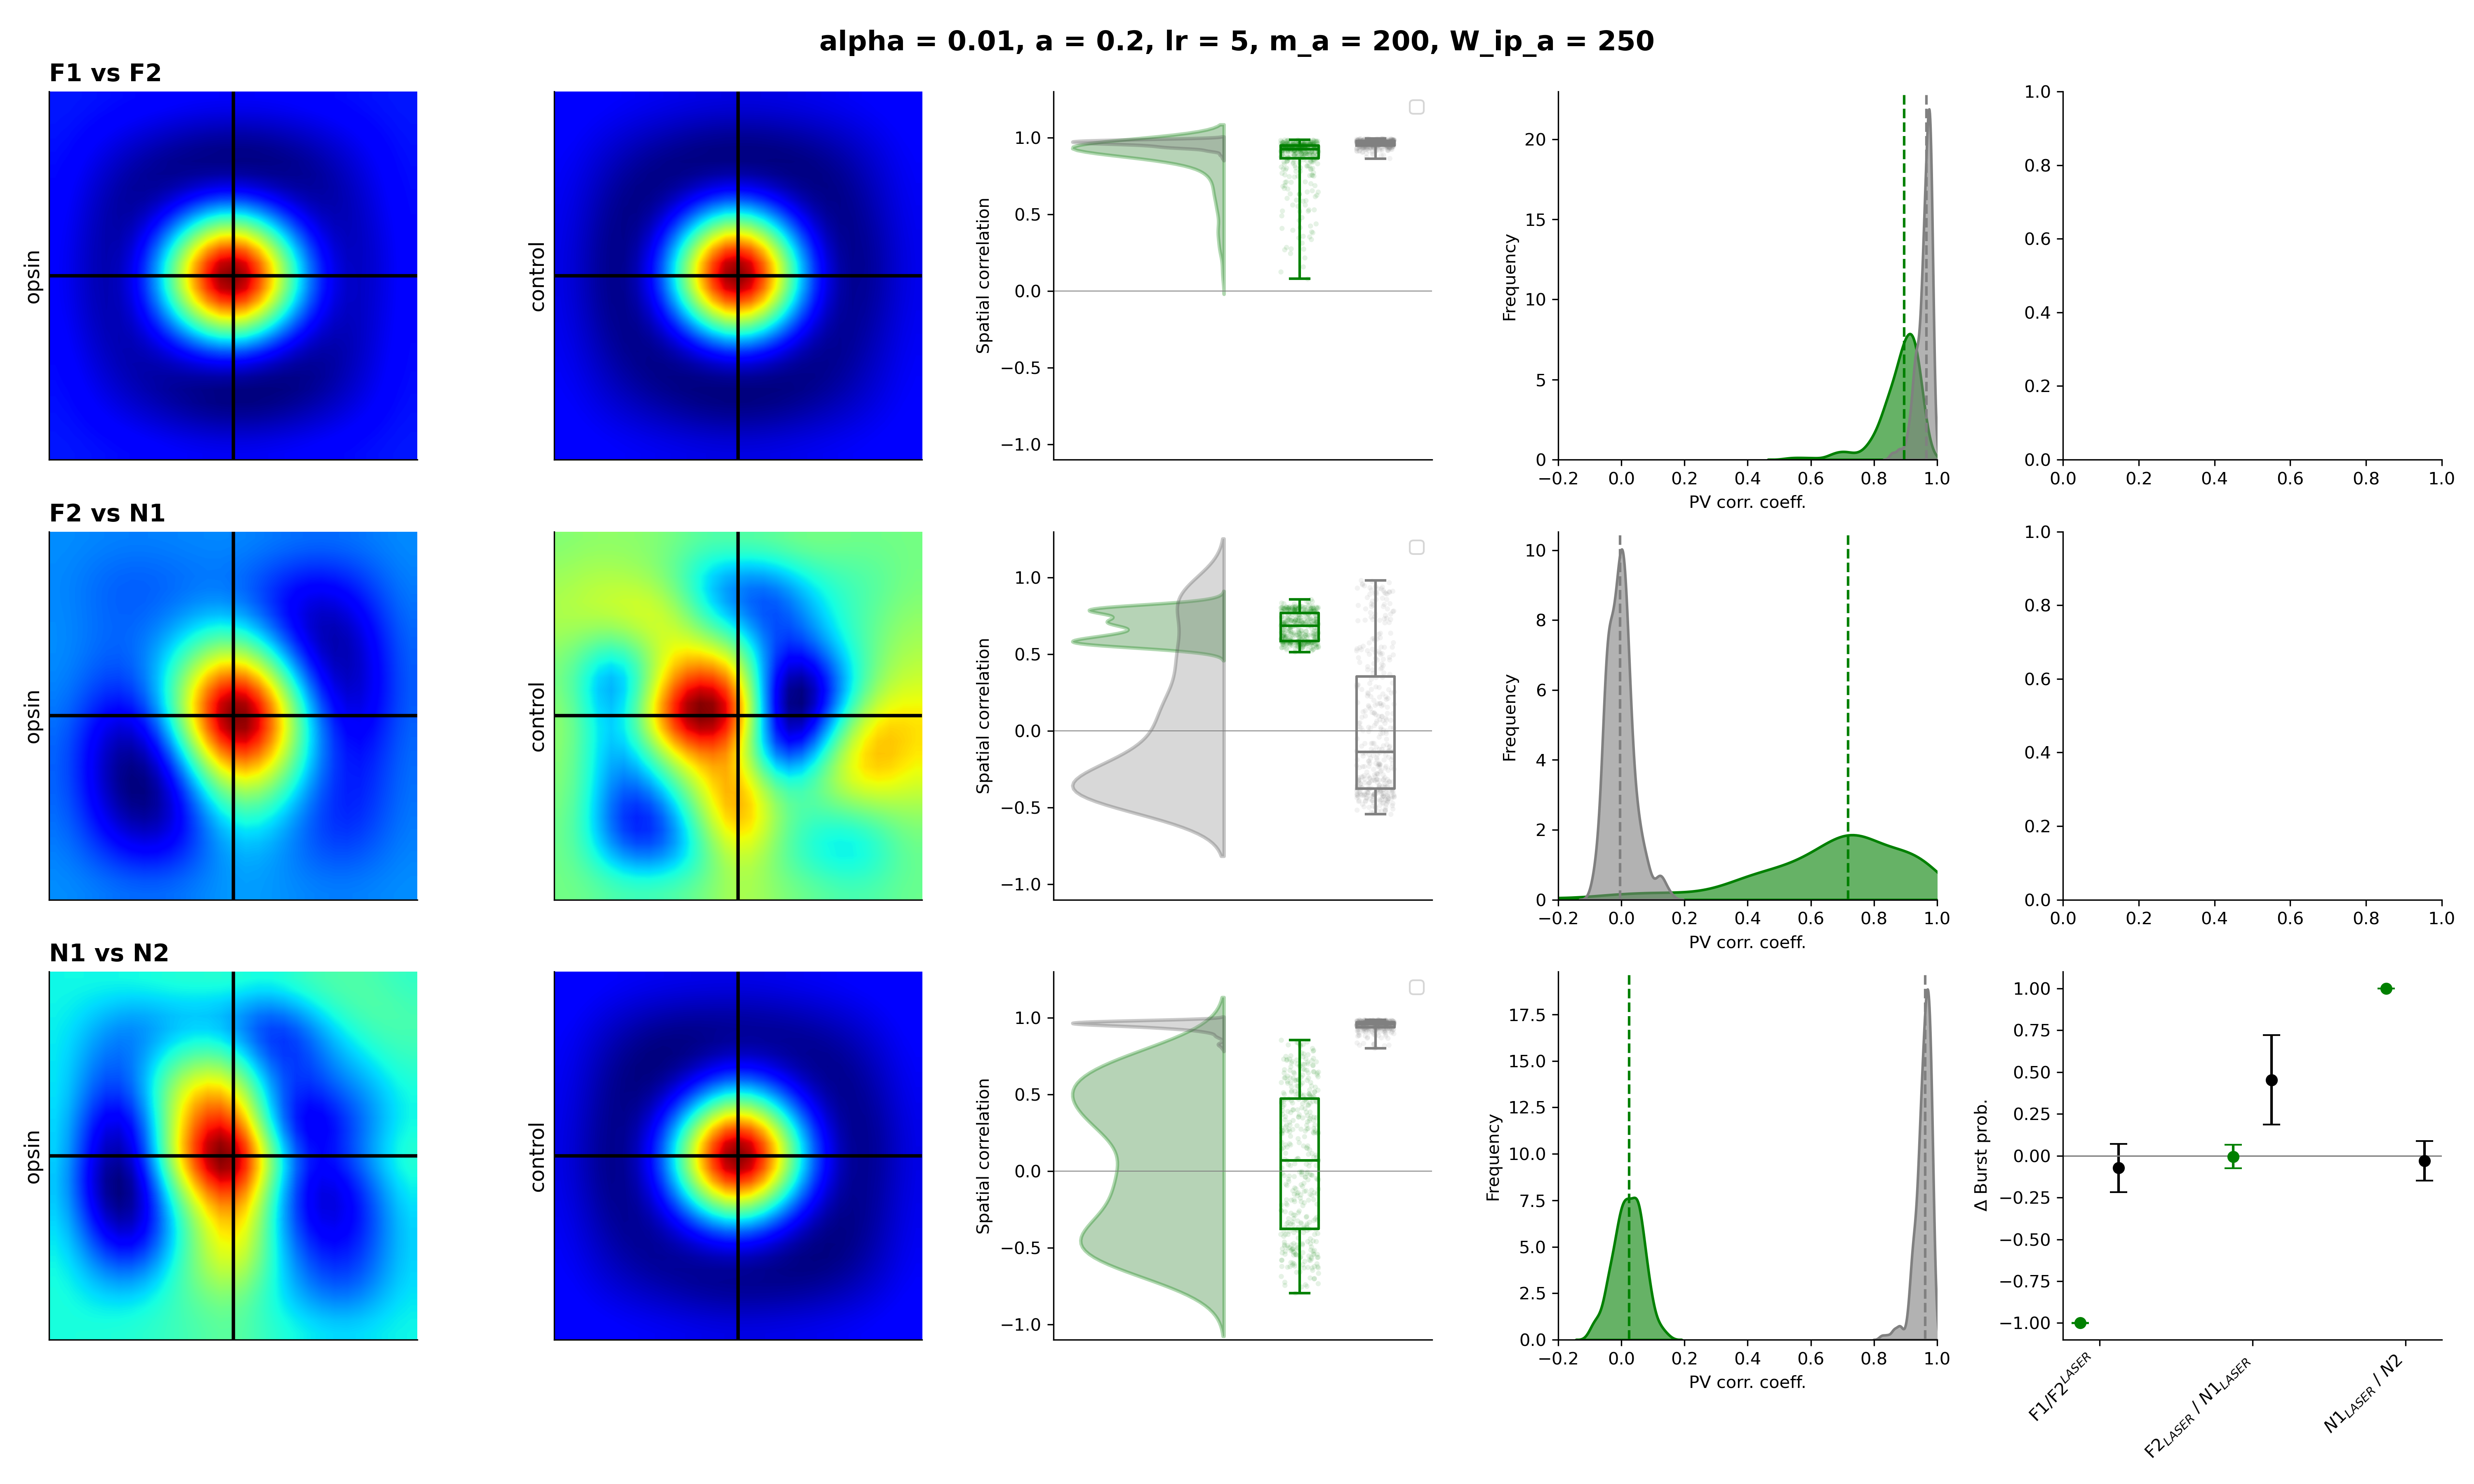 alpha = 0.01, a = 0.2, lr = 5, m_a = 200, W_ip_a = 250
F1 vs F2
opsin
control
Spatial correlation
1.0
0.5
0.0
−0.5
−1.0
Frequency
20
15
10
5
0
−0.2 0.0 0.2 0.4 0.6 0.8 1.0
PV corr. coeff.
1.0
0.8
0.6
0.4
0.2
0.0
0.0 0.2 0.4 0.6 0.8 1.0
F2 vs N1
opsin
control
Spatial correlation
1.0
0.5
0.0
−0.5
−1.0
Frequency
10
8
6
4
2
0
−0.2 0.0 0.2 0.4 0.6 0.8 1.0
PV corr. coeff.
1.0
0.8
0.6
0.4
0.2
0.0
0.0 0.2 0.4 0.6 0.8 1.0
N1 vs N2
opsin
control
Spatial correlation
1.0
0.5
0.0
−0.5
−1.0
Frequency
17.5
15.0
12.5
10.0
7.5
5.0
2.5
0.0
−0.2 0.0 0.2 0.4 0.6 0.8 1.0
PV corr. coeff.
Δ Burst prob.
1.00
0.75
0.50
0.25
0.00
−0.25
−0.50
−0.75
−1.00
F1/F2^LASER
F2_LASER / N1_LASER
N1_LASER / N2